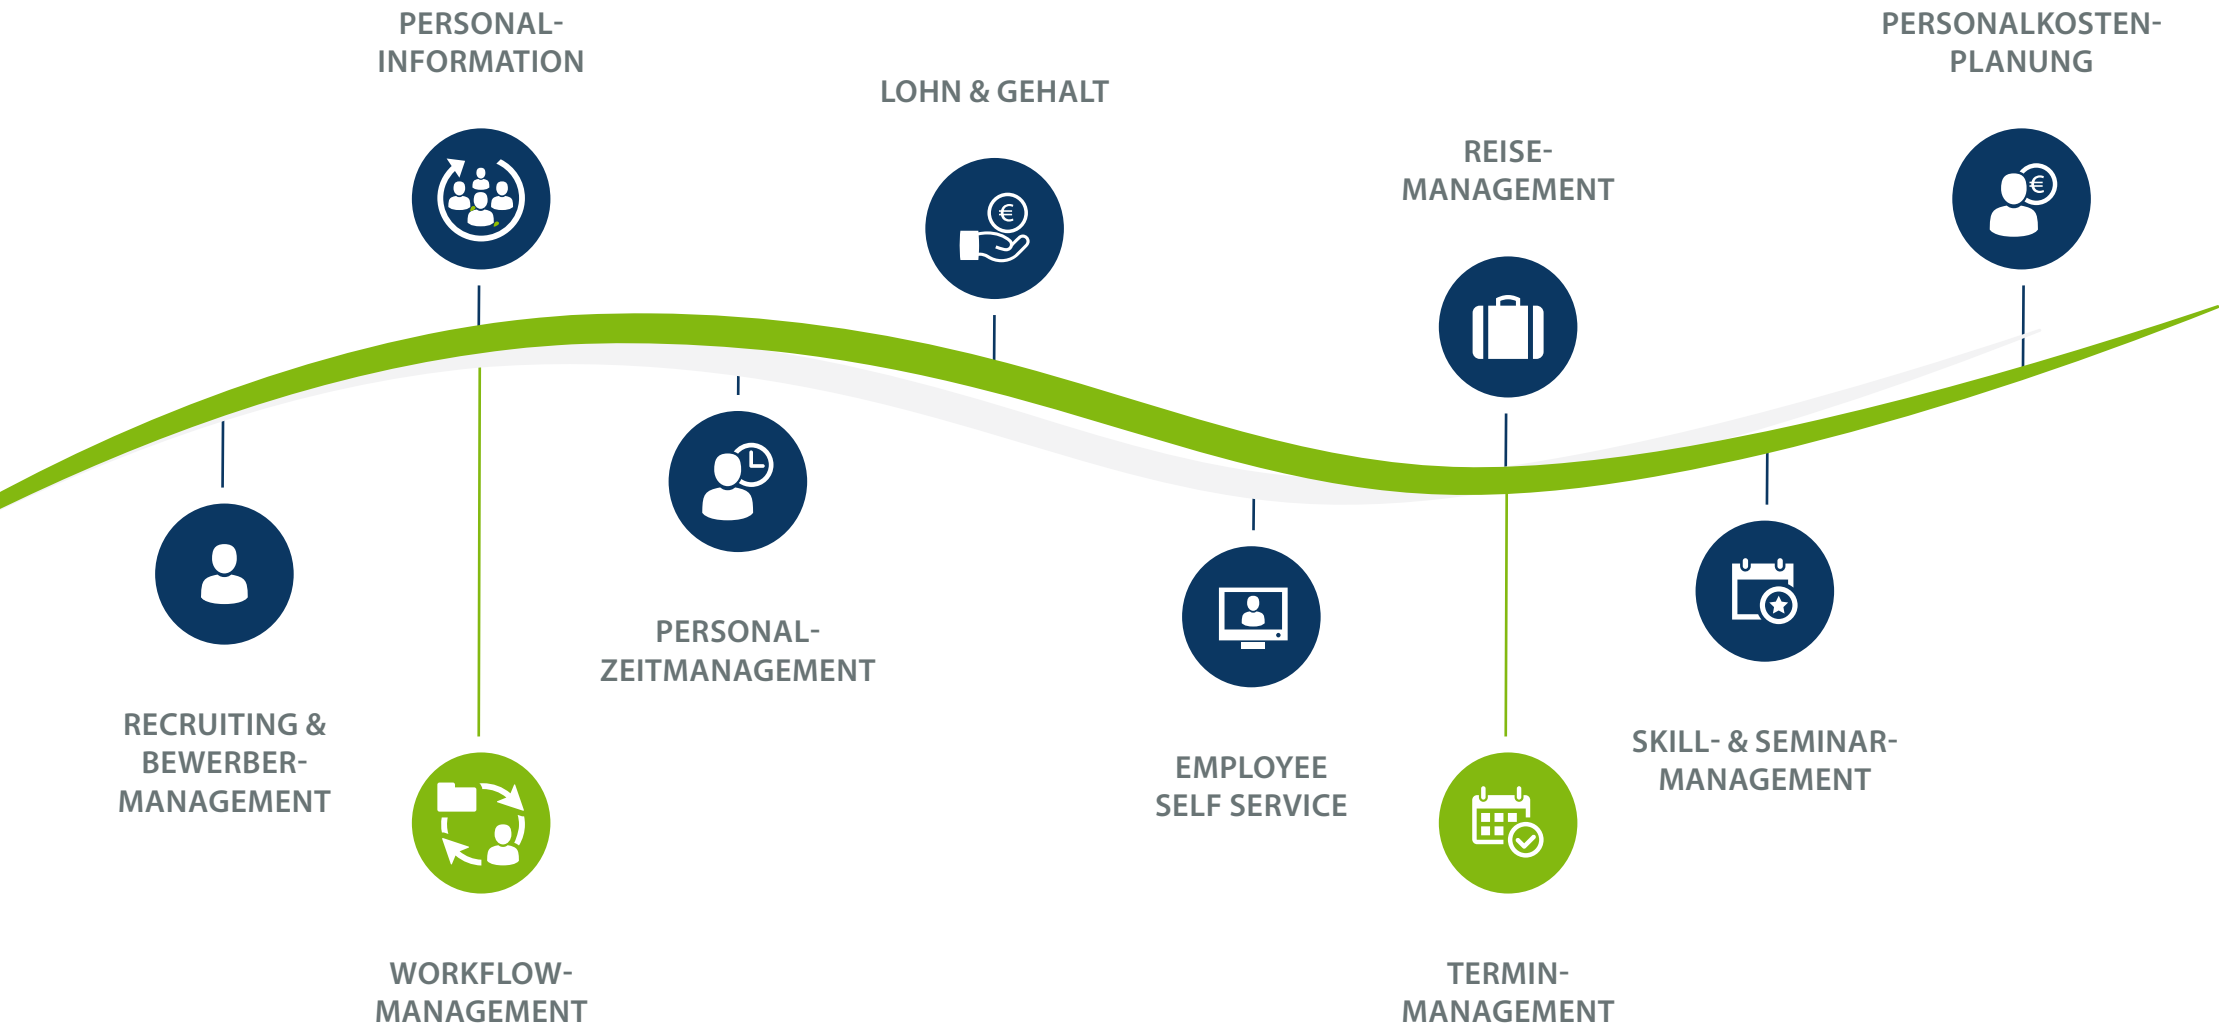 PERSONAL-
INFORMATION
LOHN & GEHALT
REISE-
MANAGEMENT
PERSONALKOSTEN-
PLANUNG
RECRUITING &
BEWERBER-
MANAGEMENT
WORKFLOW-
MANAGEMENT
PERSONAL-
ZEITMANAGEMENT
EMPLOYEE
SELF SERVICE
TERMIN-
MANAGEMENT
SKILL- & SEMINAR-
MANAGEMENT